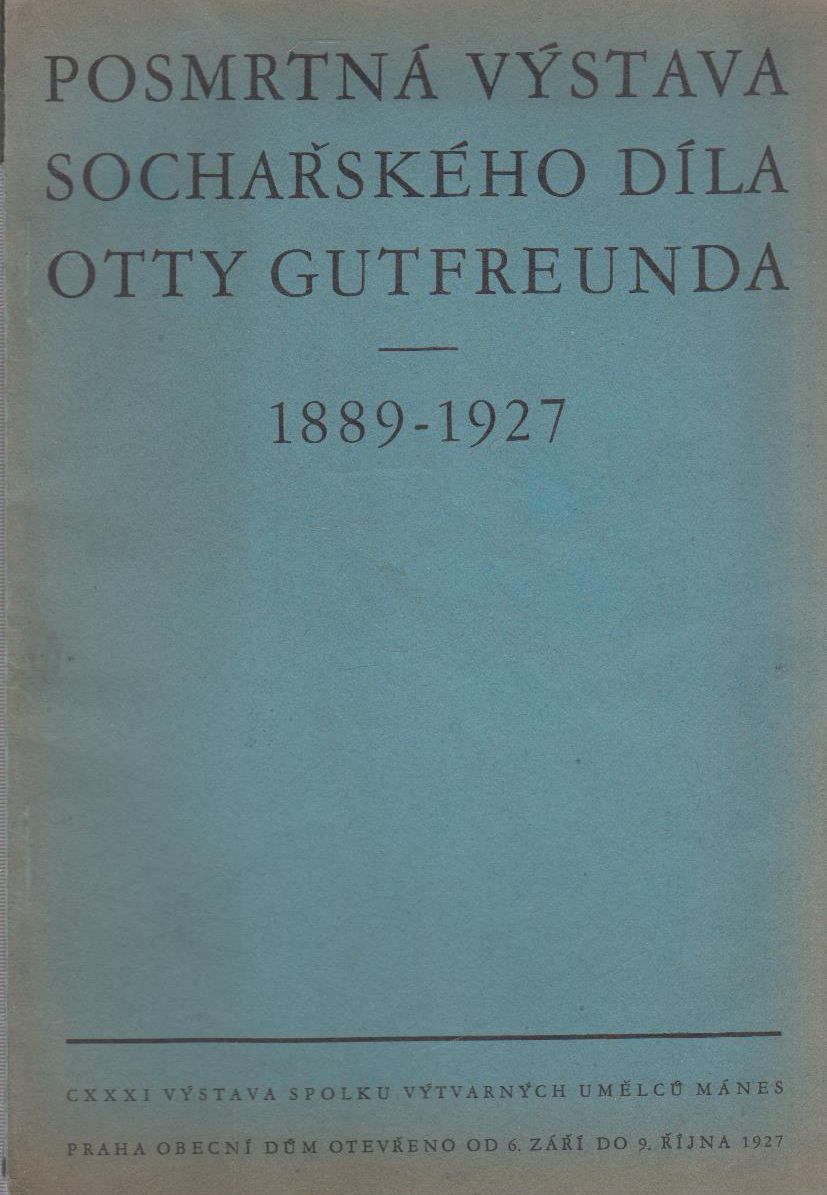 POSMRTNÁ VÝSTAVA
SOCHAŘSKÉHO DÍLA
OTTY GUTFREUNDA
1889-1927
CXXXI VÝSTAVA SPOLKU VÝTVARNÝCH UMĚLCŮ MÁNES
PRAHA OBECNÍ DŮM OTEVŘENO OD 6. ZÁŘÍ DO 9. ŘÍJNA 1927